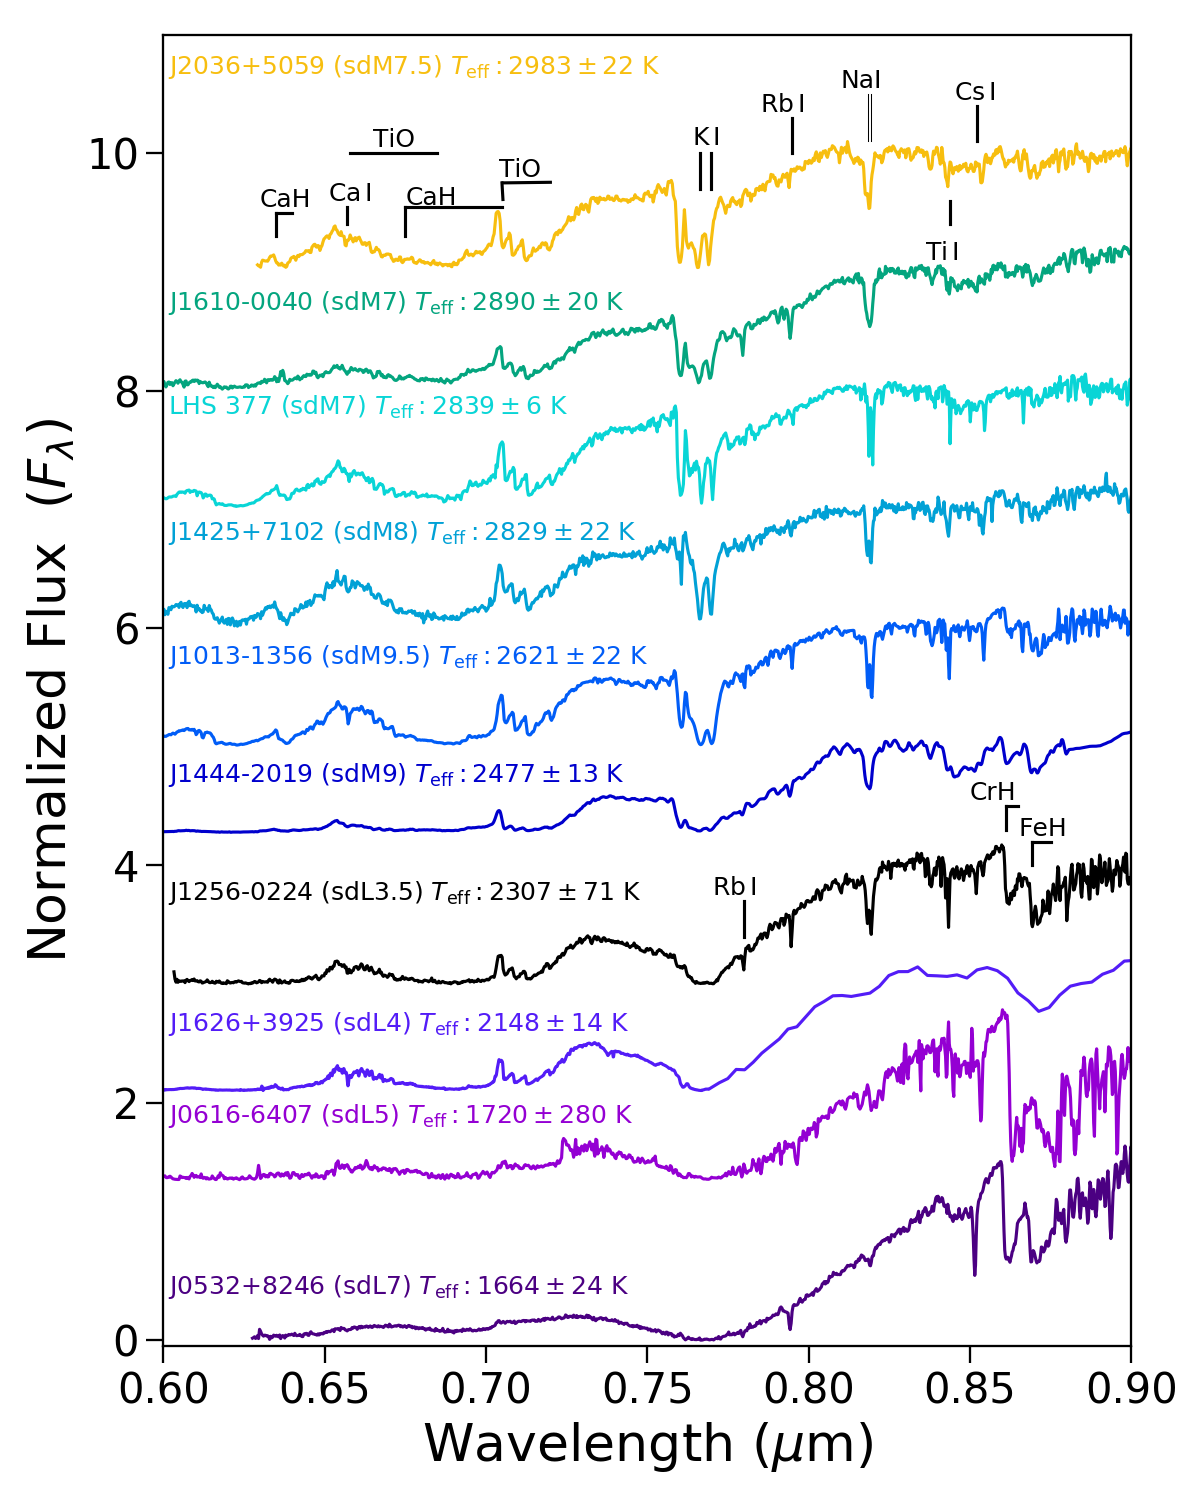 J2036+5059 (sdM7.5) Teff : 2983 ± 22 K
NaI
Cs I
Rb I
K I
TiO
TiO
CaH
Ca I
CaH
10
Ti I
J1610-0040 (sdM7) Teff : 2890 ± 20 K
8
LHS 377 (sdM7) Teff : 2839 ± 6 K
J1425+7102 (sdM8) Teff : 2829 ± 22 K
6
J1013-1356 (sdM9.5) Teff : 2621 ± 22 K
J1444-2019 (sdM9) Teff : 2477 ± 13 K
CrH
FeH
4
J1256-0224 (sdL3.5) Teff : 2307 ± 71 K
Rb I
J1626+3925 (sdL4) Teff : 2148 ± 14 K
2
J0616-6407 (sdL5) Teff : 1720 ± 280 K
J0532+8246 (sdL7) Teff : 1664 ± 24 K
0
0.60 0.65 0.70 0.75 0.80 0.85 0.90
Wavelength (μm)
Normalized Flux (Fλ)